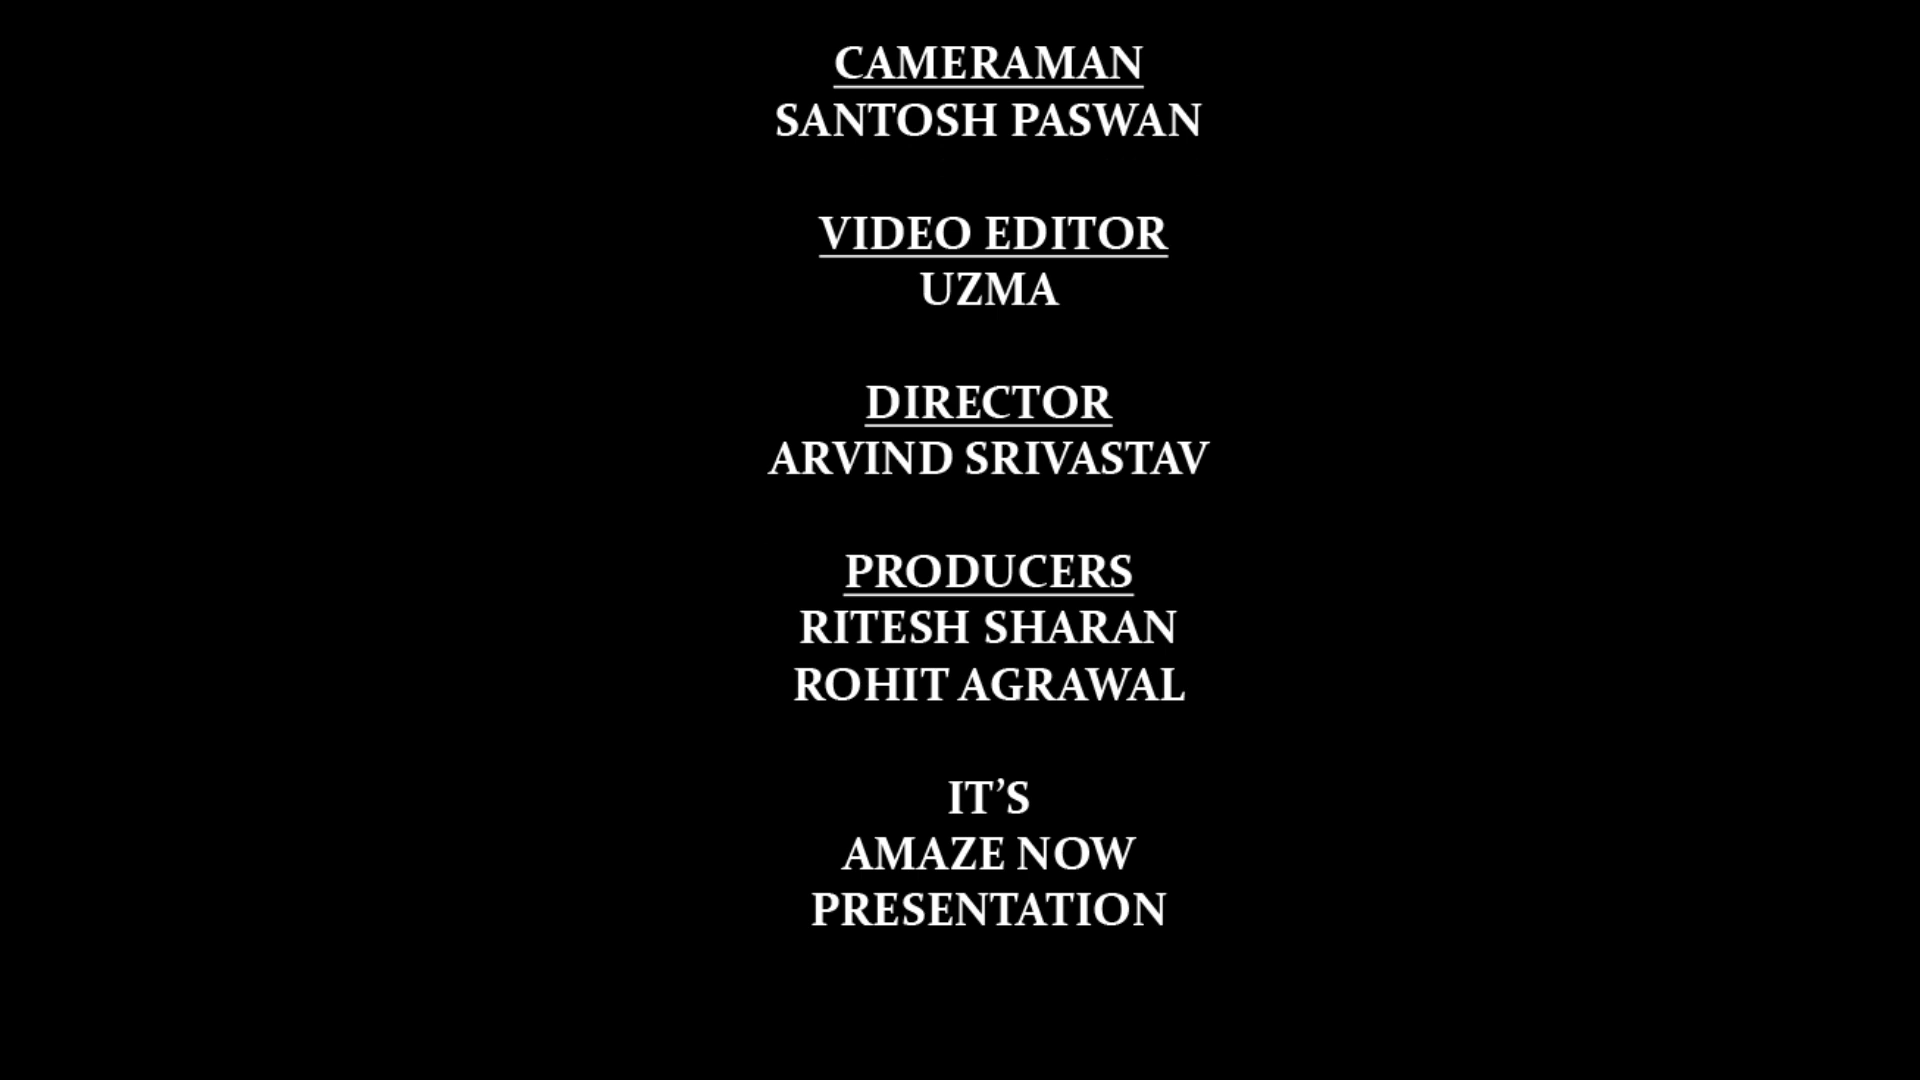 CAMERAMAN
SANTOSH PASWAN
VIDEO EDITOR
UZMA
DIRECTOR
ARVIND SRIVASTAV
PRODUCERS
RITESH SHARAN
ROHIT AGRAWAL
IT’S
AMAZE NOW
PRESENTATION